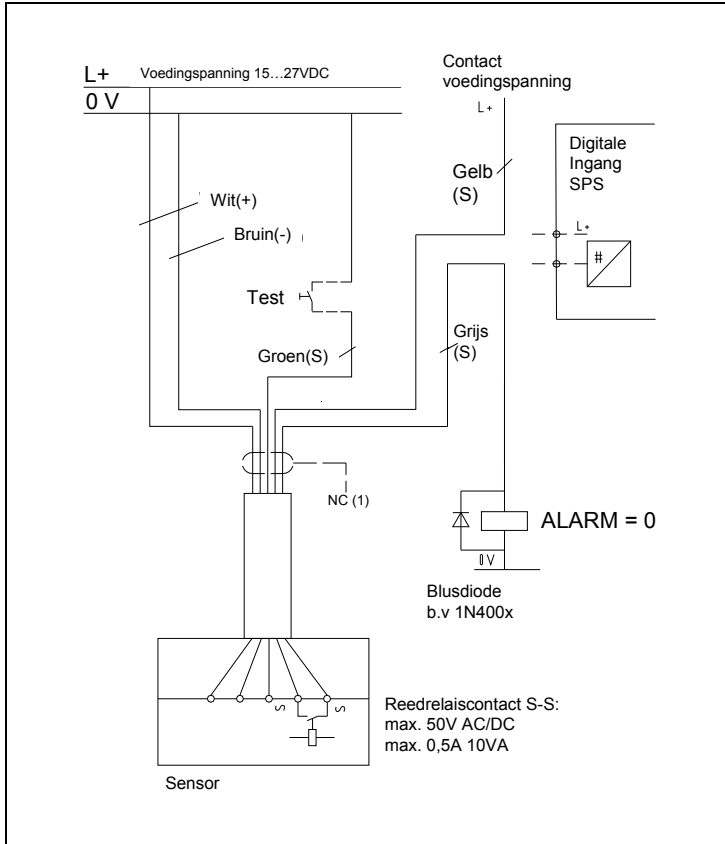 L+ Voedingspanning 15...27VDC
0 V
Contact
voedingspanning
L+
Gelb
(S)
Digitale
Ingang
SPS
L+
#
Wit(+)
Bruin(-)
Test
Groen(S)
Grijs
(S)
NC (1)
ALARM = 0
0V
Blusdiode
b.v 1N400x
S
S
Reedrelaiscontact S-S:
max. 50V AC/DC
max. 0,5A 10VA
Sensor